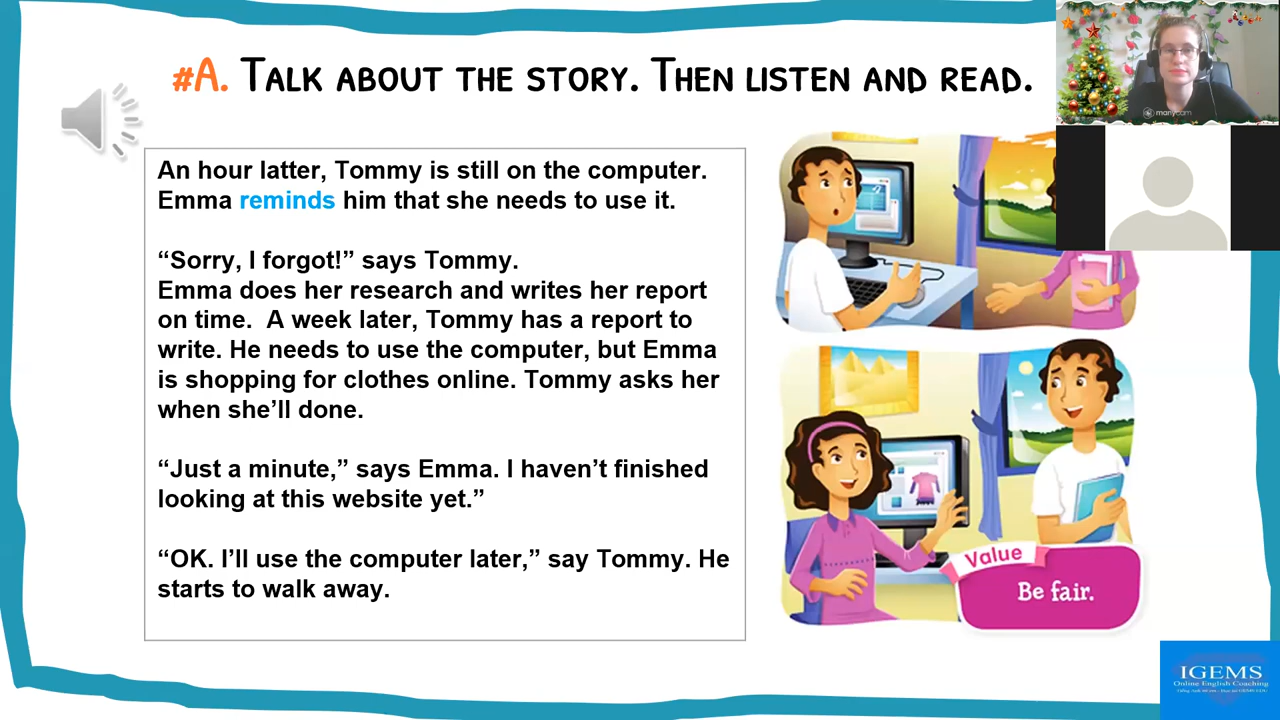 #A. TALK ABOUT THE STORY. THEN LISTEN AND READ.
An hour latter, Tommy is still on the computer.
Emma reminds him that she needs to use it.
“Sorry, I forgot!” says Tommy.
Emma does her research and writes her report
on time. A week later, Tommy has a report to
write. He needs to use the computer, but Emma
is shopping for clothes online. Tommy asks her
when she’ll done.
“Just a minute,” says Emma. I haven’t finished
looking at this website yet.”
“OK. I’ll use the computer later,” say Tommy. He
starts to walk away.
Value
Be fair.
manycam
IGEMS
Online English Coaching